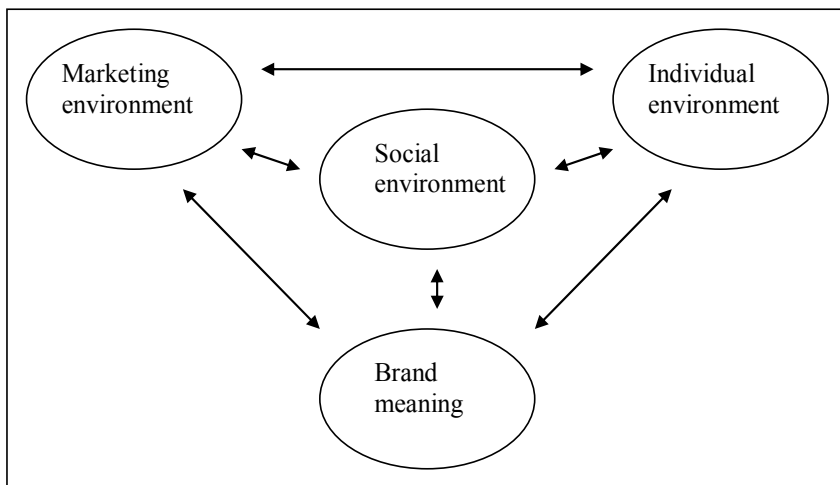 Marketing
environment
Individual
environment
Social
environment
Brand
meaning